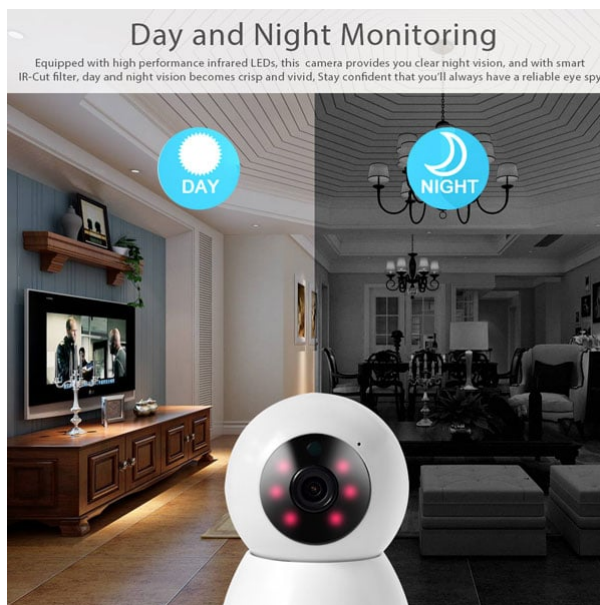 Day and Night Monitoring
Equipped with high performance infrared LEDs, this camera provides you clear night vision, and with smart
IR-Cut filter, day and night vision becomes crisp and vivid, Stay confident that you'll always have a reliable eye spy
DAY
NIGHT